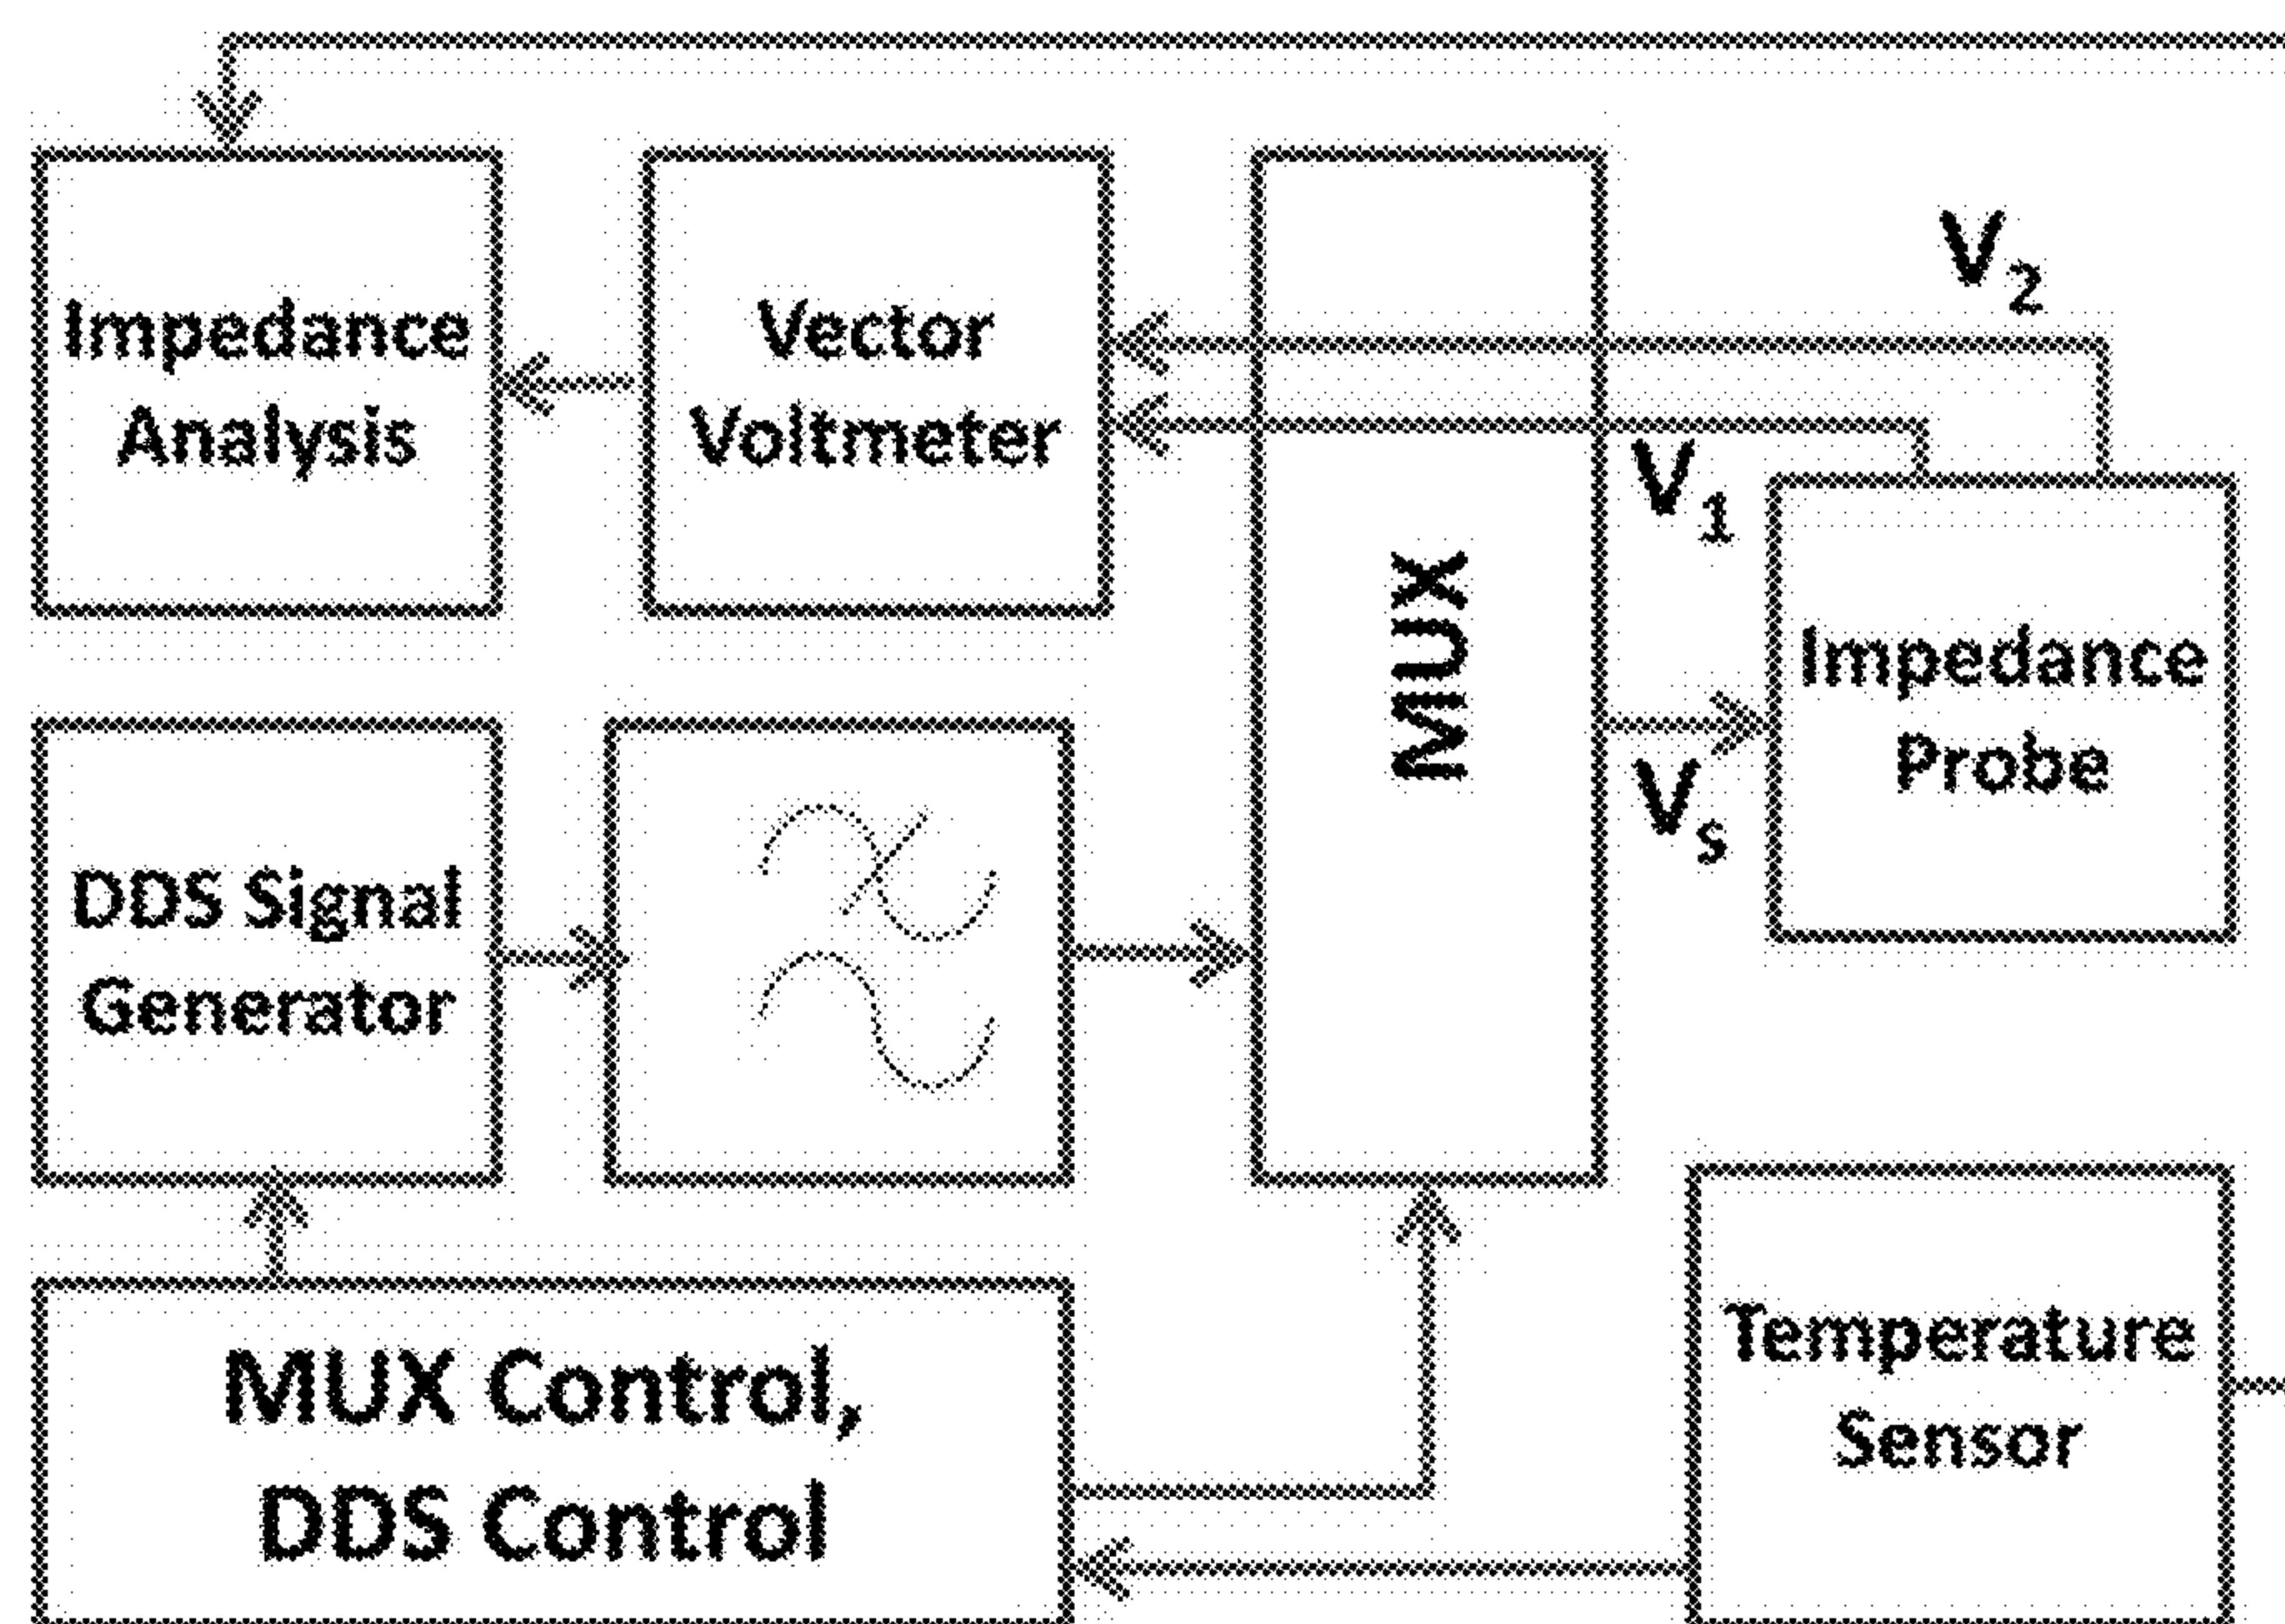 Impedance
Analysis
Vector
Voltmeter
MUX
V2
V1
Vs
Impedance
Probe
DDS Signal
Generator
MUX Control,
DDS Control
Temperature
Sensor